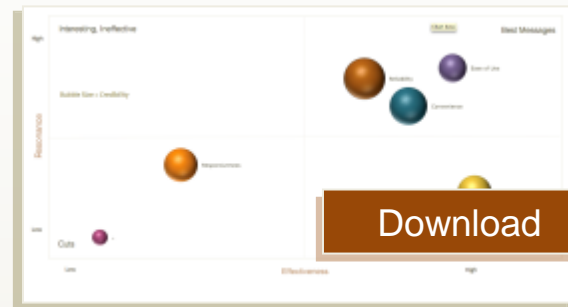 Interesting, Ineffective
Best Messages
High
Ease of Use
Reliability
Bubble Size = Credibility
Convenience
Resonance
Responsiveness
Low
Cuts
Download
Low
Effectiveness
High